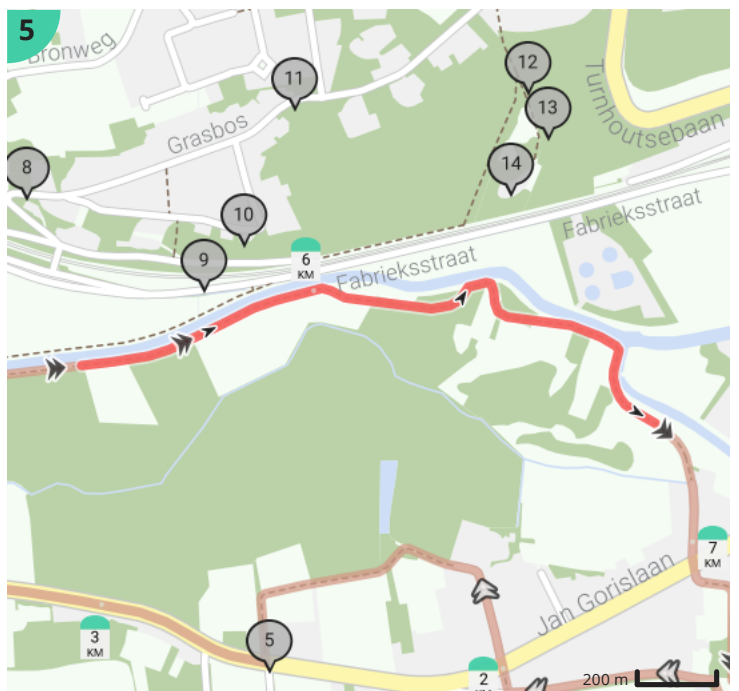 5
Bronweg
11
12
13
Turnhoutsebaan
Grasbos
8
14
10
9
6
KM
Fabrieksstraat
Fabrieksstraat
7
KM
Jan Gorislaan
3
KM
5
2
200 m